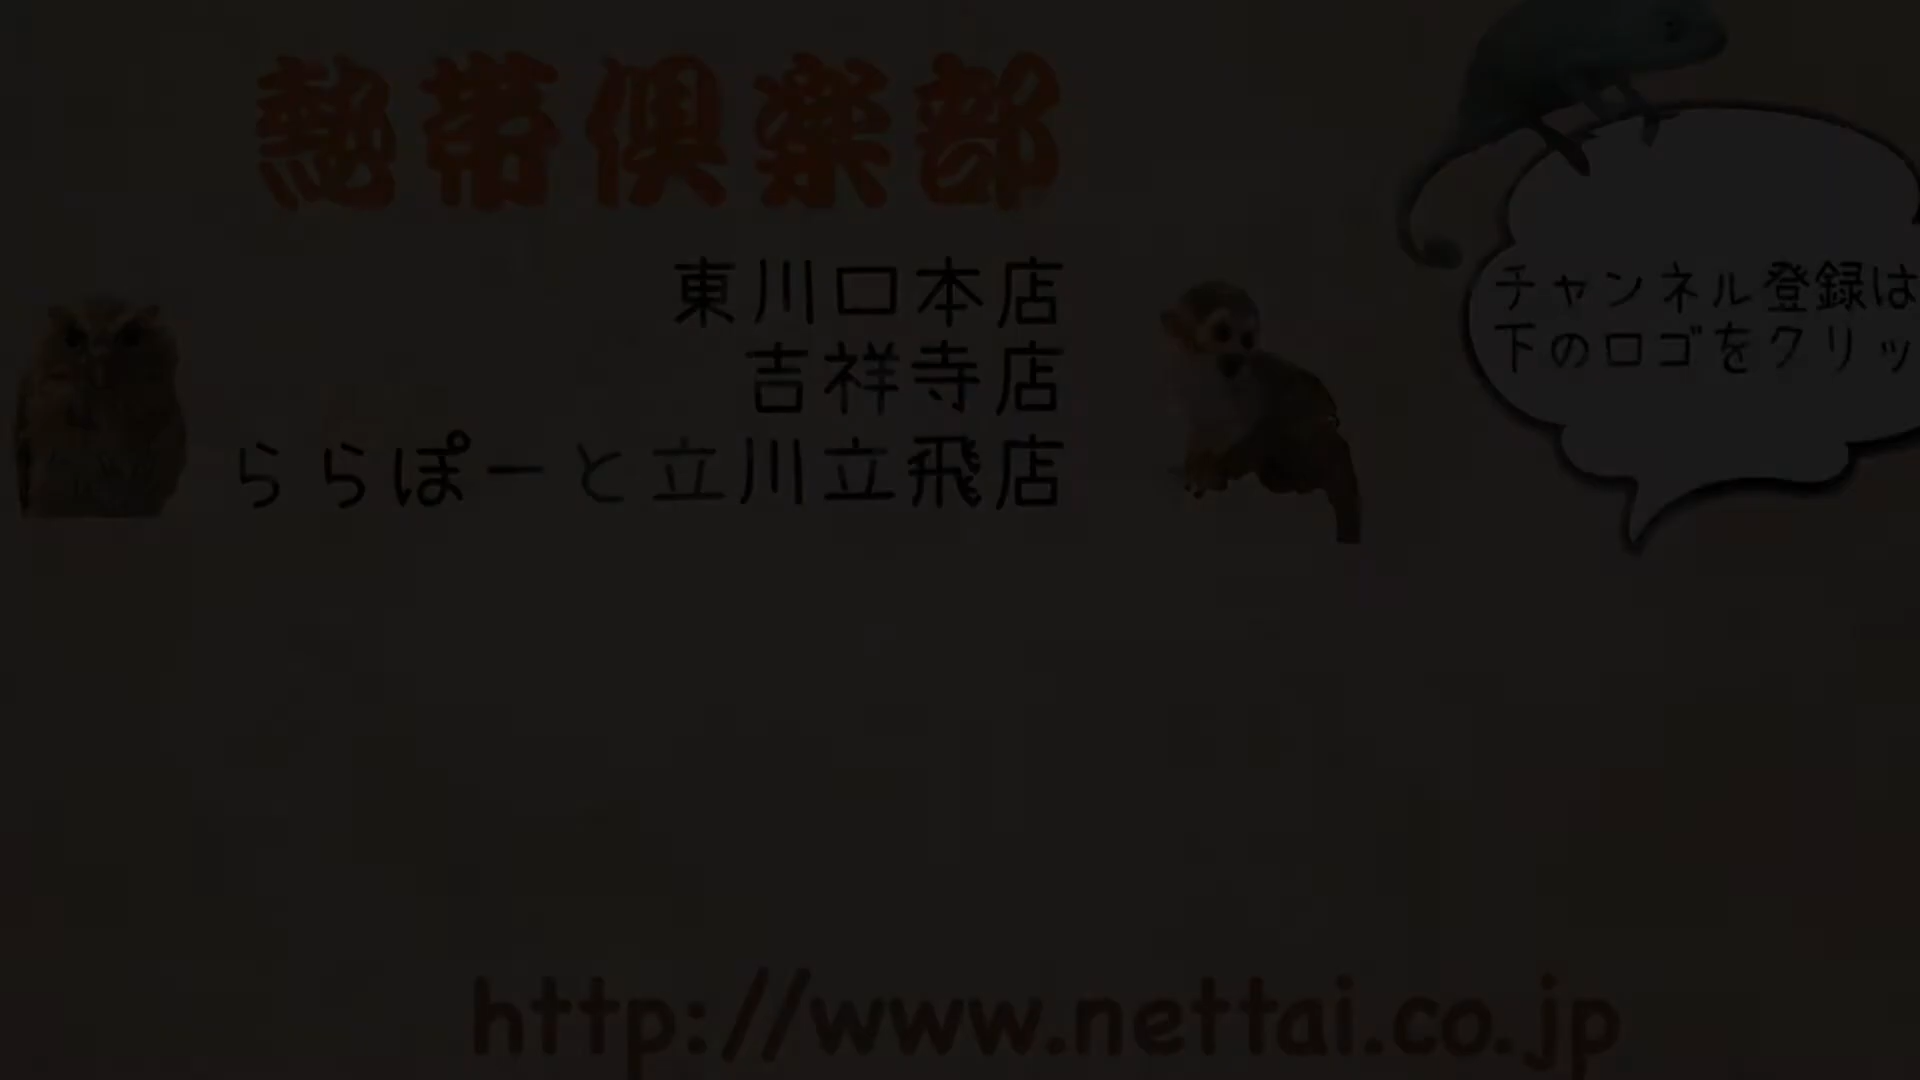 熱帯倶楽部
東川口本店
吉祥寺店
ららぽーと立川立飛店
チャンネル登録は
下のロゴをクリッ
http://www.nettai.co.jp